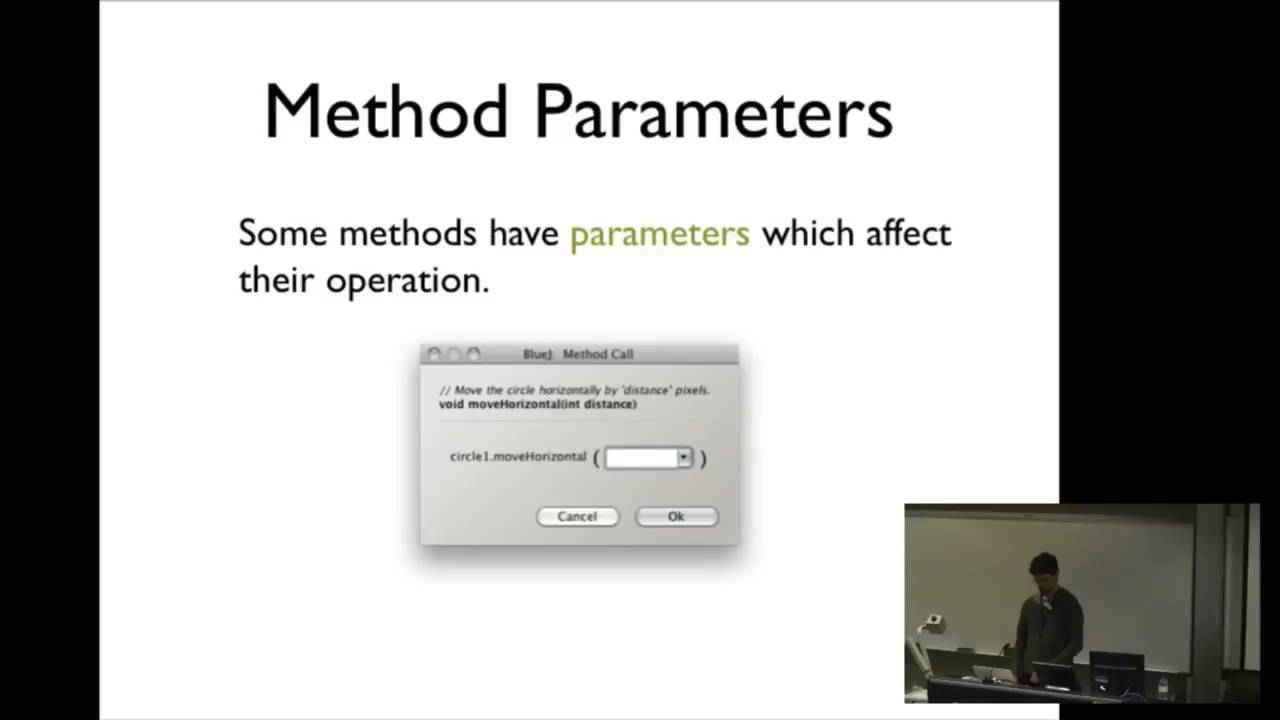 Method Parameters
Some methods have parameters which affect
their operation.
BlueJ: Method Call
// Move the circle horizontally by 'distance' pixels.
void moveHorizontal(int distance)
circle1.moveHorizontal ( )
Cancel Ok